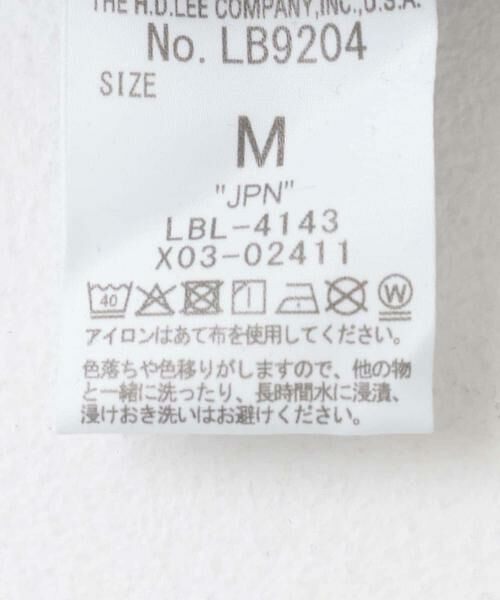 THE H.D.LEE COMPANY,INC.,U.S.A.
No. LB9204
SIZE
M
"JPN"
LBL-4143
X03-02411
40 W
アイロンはあて布を使用してください。
色落ちや色移りがしますので、他の物
と一緒に洗ったり、長時間水に浸漬、
浸けおき洗いはお避けください。